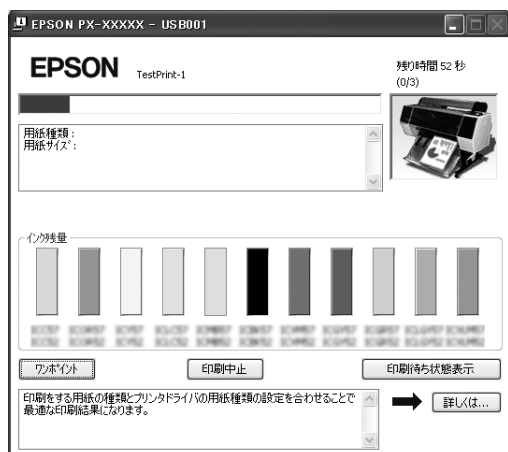 EPSON PX-XXXXX - USB001
EPSON
TestPrint-1
残り時間 52 秒
(0/3)
用紙種類 :
用紙サイズ :
インク残量
ワンポイント
印刷中止
印刷待ち状態表示
印刷をする用紙の種類とプリンタドライバの用紙種類の設定を合わせることで
最適な印刷結果になります。
詳しくは...